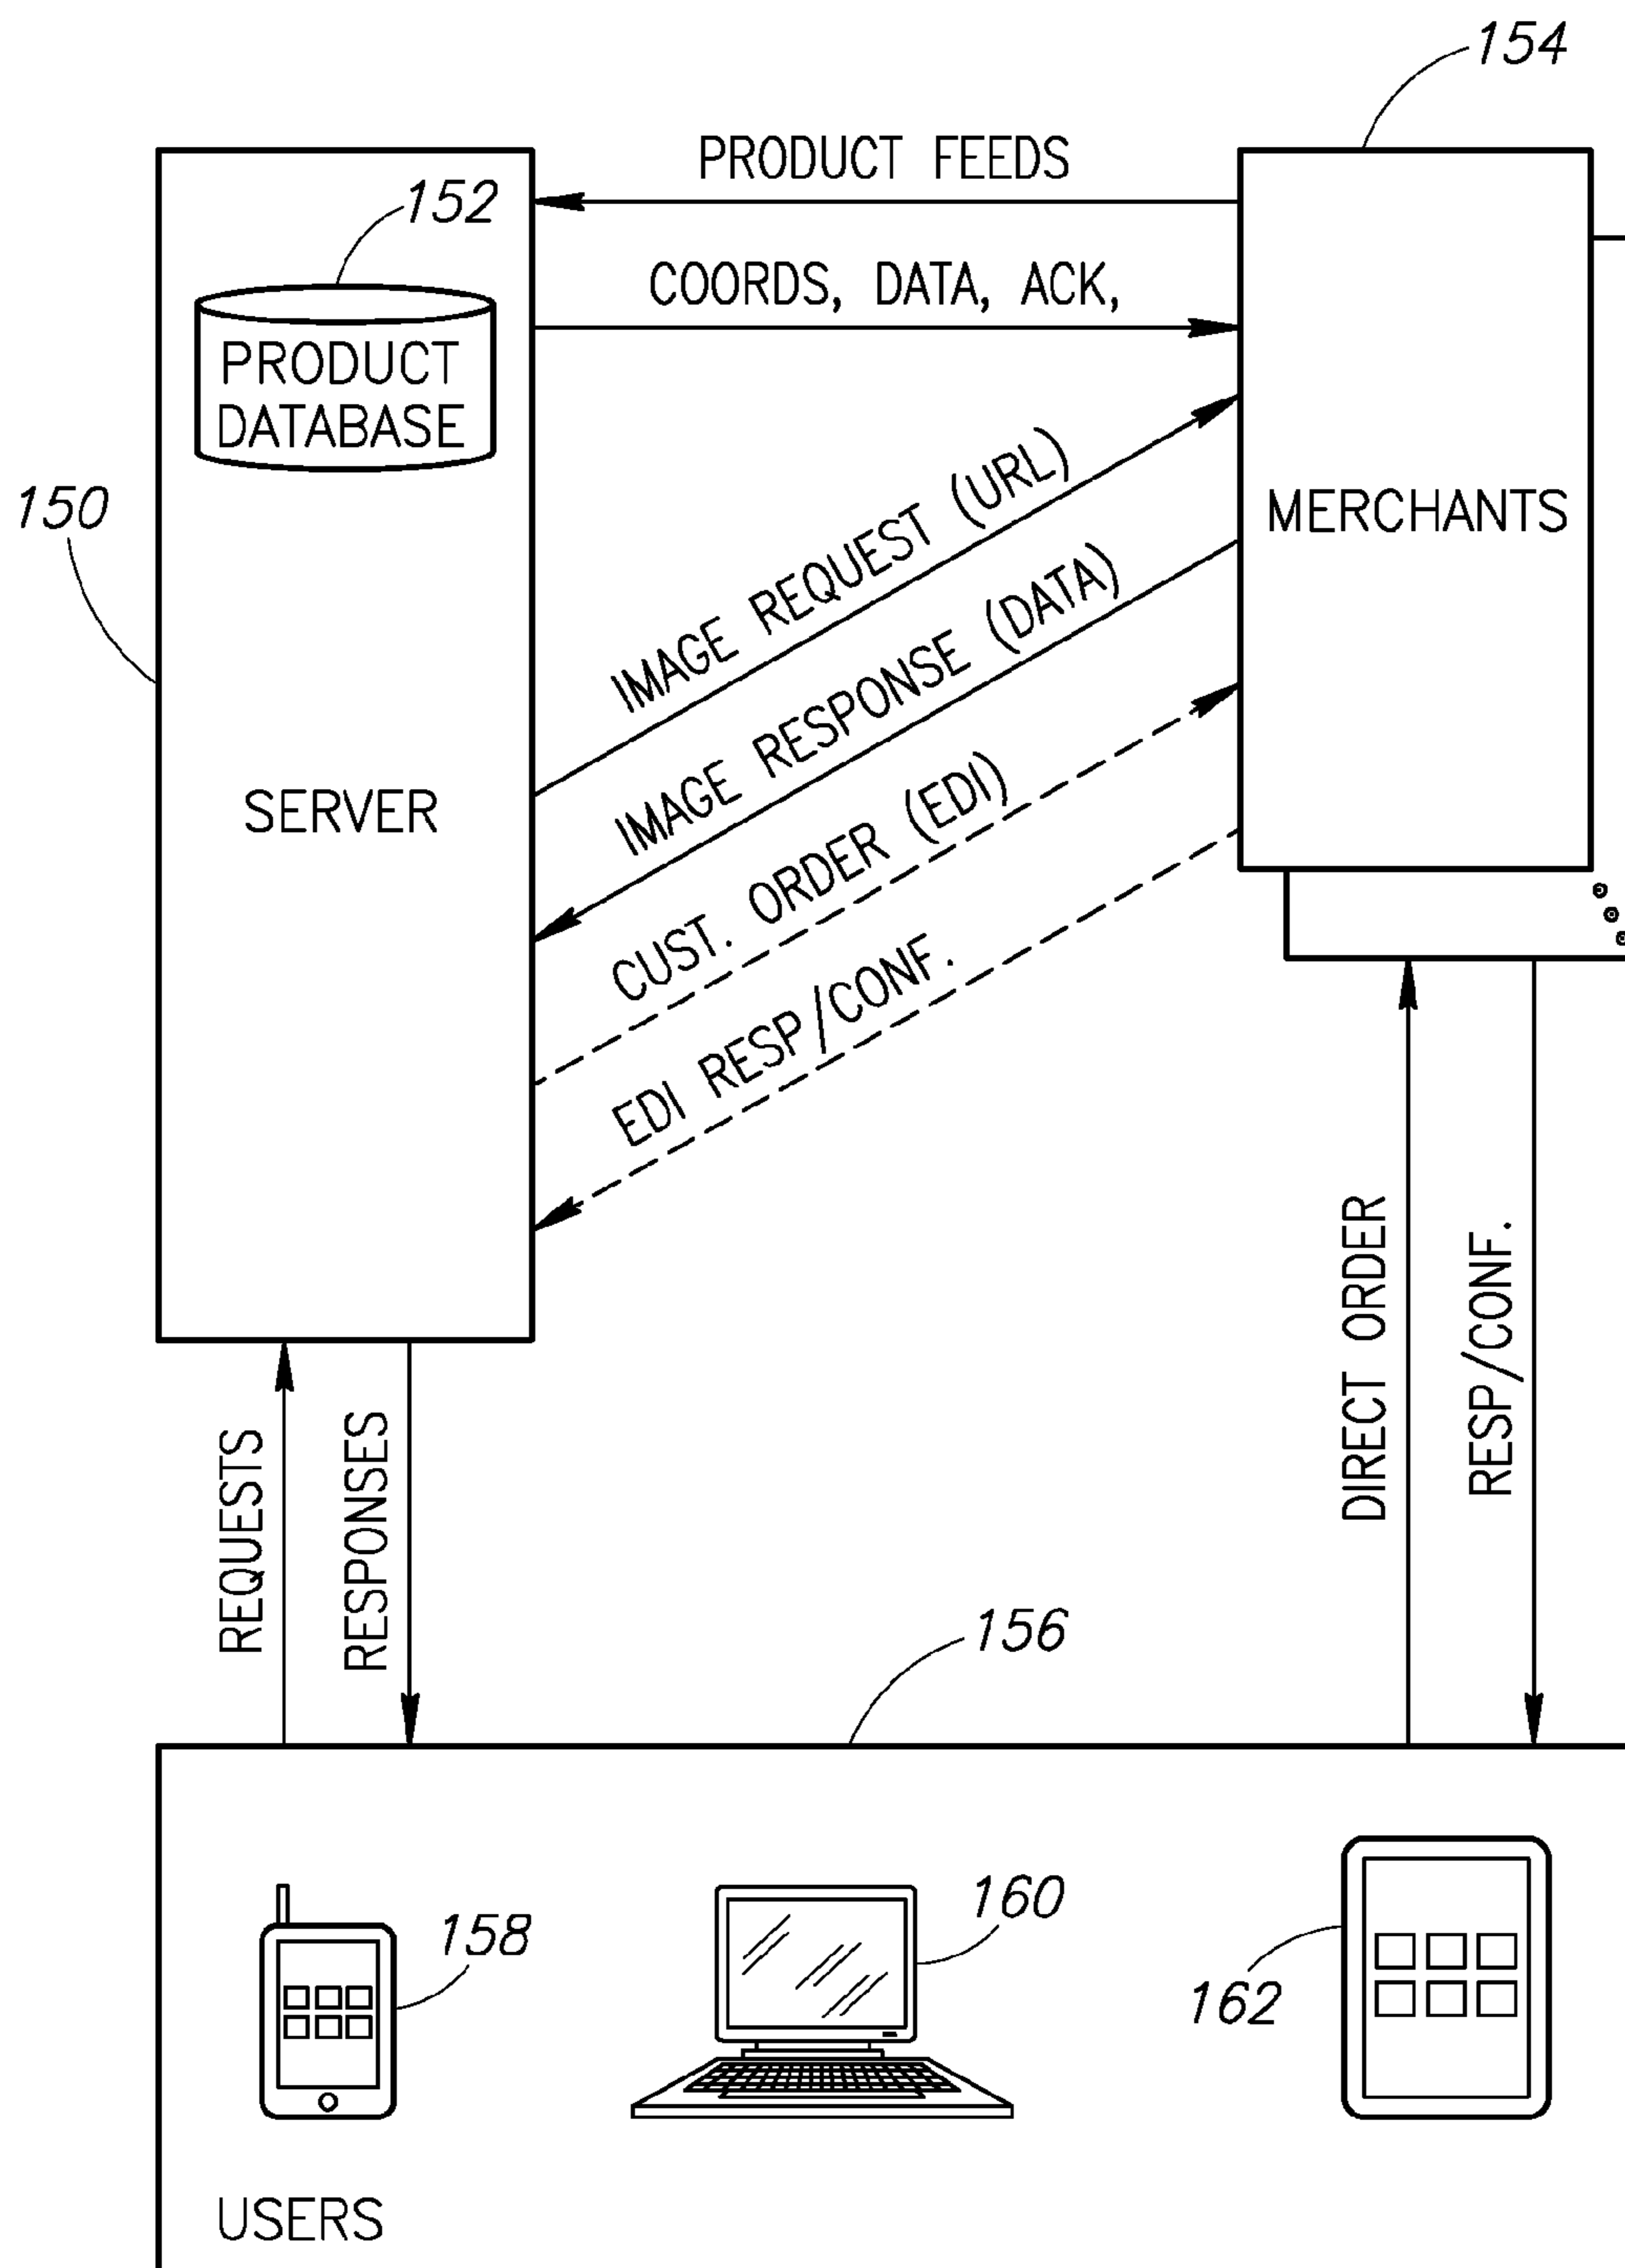 154
PRODUCT FEEDS
152
COORDS, DATA, ACK,
PRODUCT
DATABASE
150
MERCHANTS
IMAGE REQUEST (URL)
IMAGE RESPONSE (DATA)
SERVER
CUST. ORDER (EDI)
EDI RESP/CONF.
DIRECT ORDER
RESP/CONF.
REQUESTS
RESPONSES
156
158
160
162
USERS